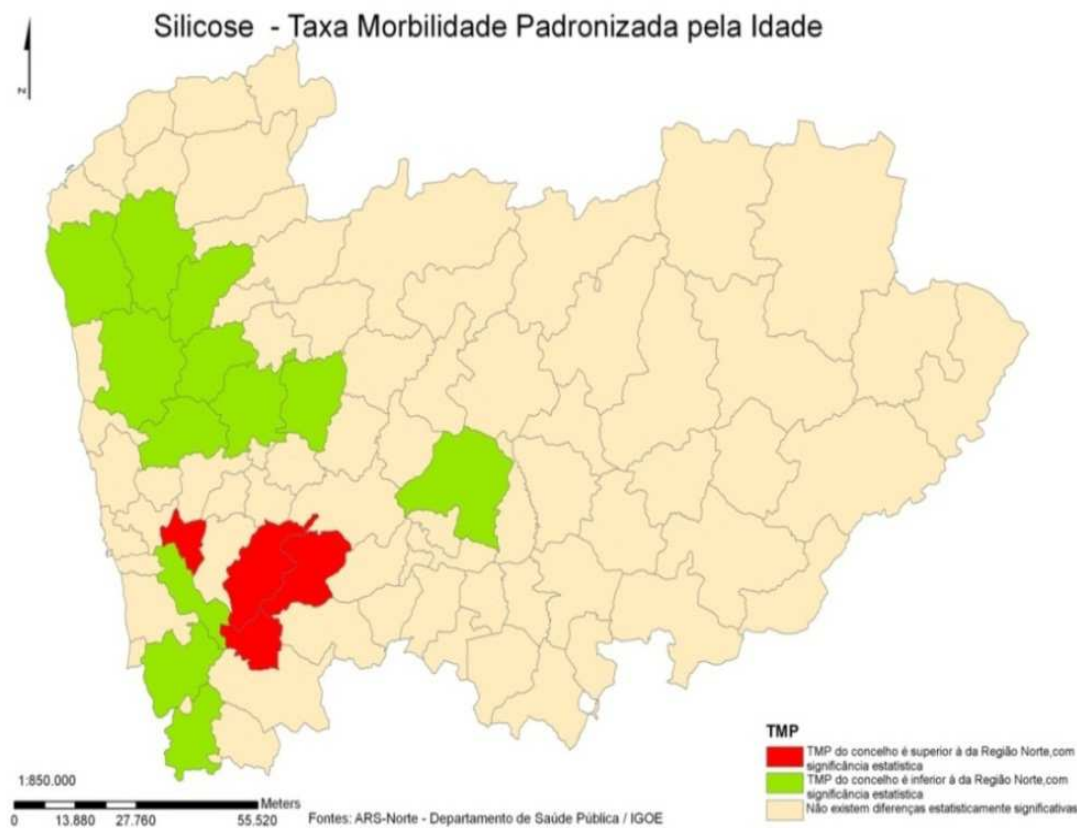 Silicose - Taxa Morbilidade Padronizada pela Idade
N
TMP
TMP do concelho é superior à da Região Norte,com
significância estatistica
TMP do concelho é inferior à da Região Norte,com
significância estatistica
Não existem diferenças estatisticamente significativas
1:850.000
Meters
0 13.880 27.760 55.520
Fontes: ARS-Norte - Departamento de Saúde Pública / IGOE